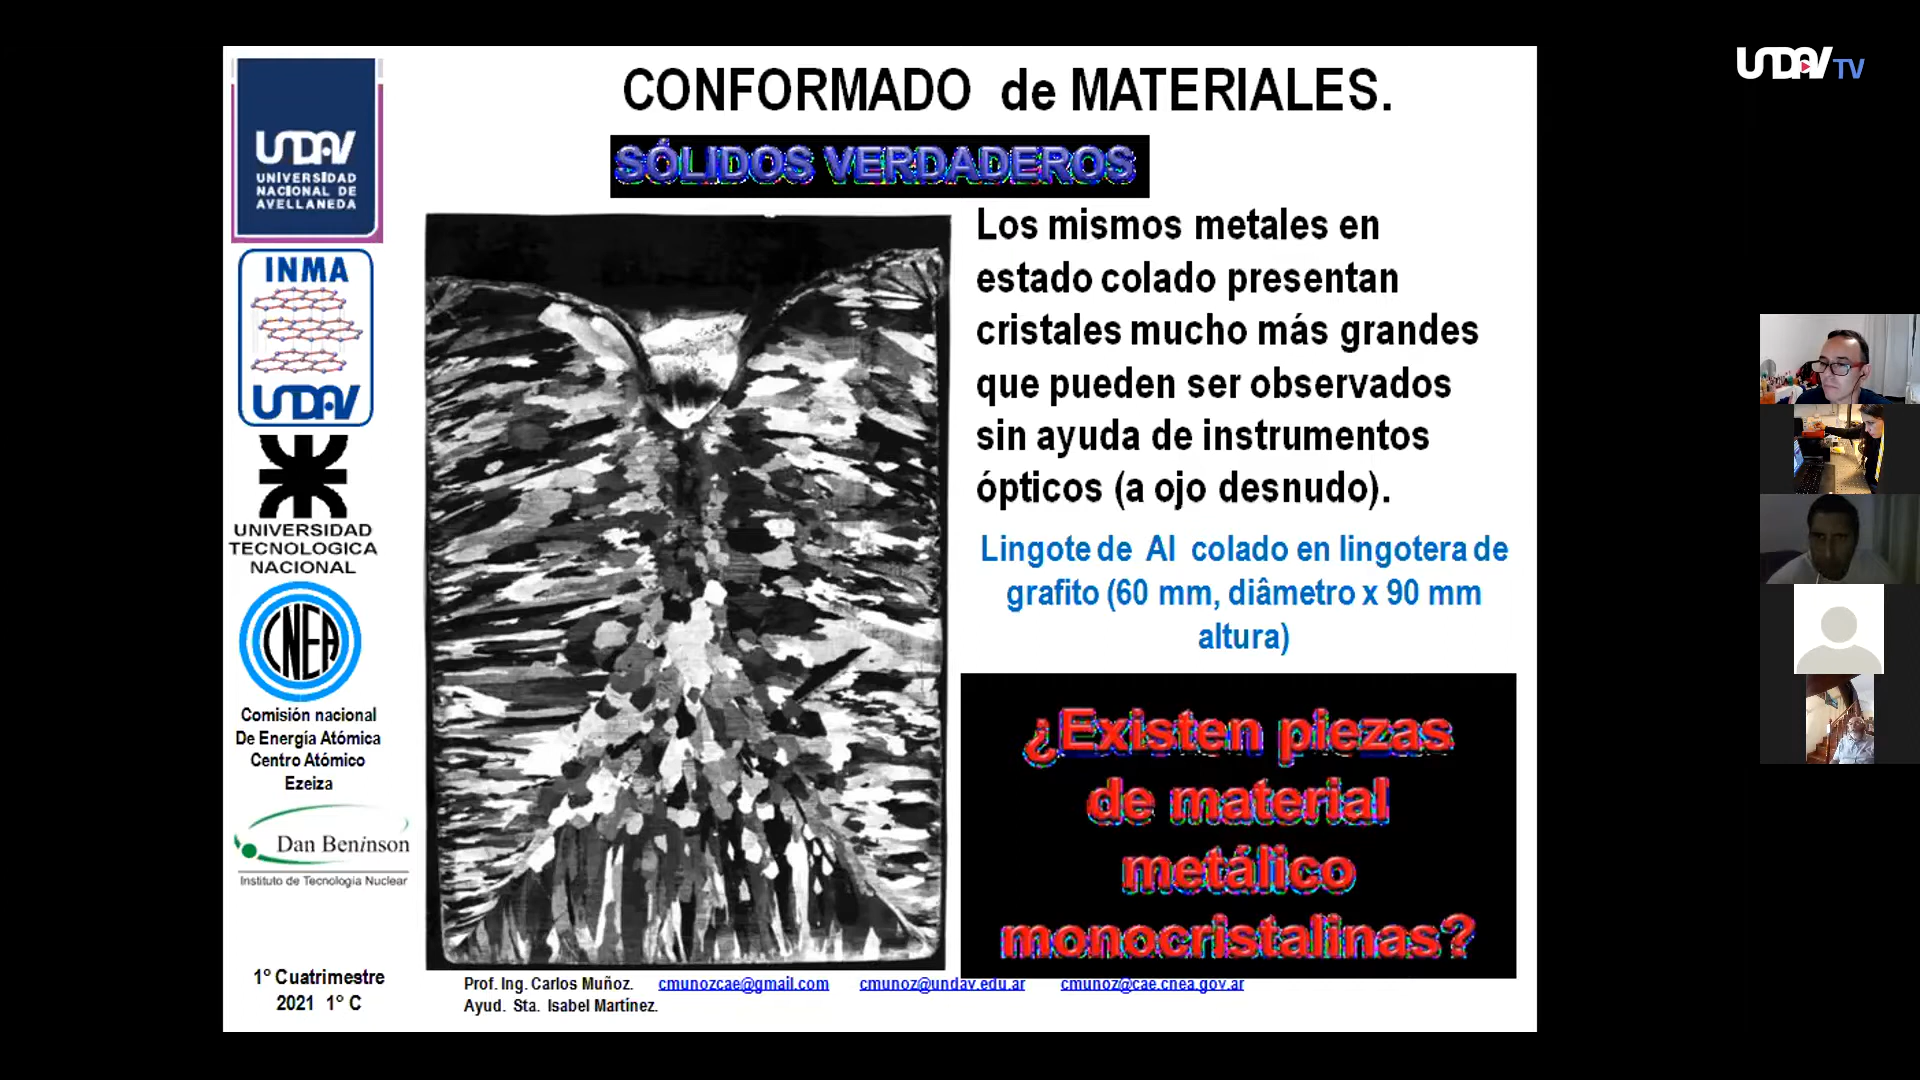 UNDAV TV
CONFORMADO de MATERIALES.
SÓLIDOS VERDADEROS
UNDAV
UNIVERSIDAD
NACIONAL DE
AVELLANEDA
INMA
UNDAV
UNIVERSIDAD
TECNOLOGICA
NACIONAL
CNEA
Comisión nacional
De Energía Atómica
Centro Atómico
Ezeiza
Dan Beninson
Instituto de Tecnología Nuclear
1° Cuatrimestre
2021 1° C
Los mismos metales en
estado colado presentan
cristales mucho más grandes
que pueden ser observados
sin ayuda de instrumentos
ópticos (a ojo desnudo).
Lingote de Al colado en lingotera de
grafito (60 mm, diâmetro x 90 mm
altura)
¿Existen piezas
de material
metálico
monocristalinas?
Prof. Ing. Carlos Muñoz. cmunozcae@gmail.com cmunoz@undav.edu.ar cmunoz@cae.cnea.gov.ar
Ayud. Sta. Isabel Martínez.